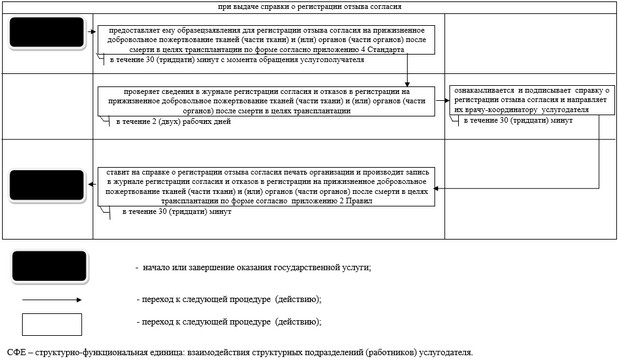 при выдаче справки о регистрации отзыва согласия
предоставляет ему образецзаявления для регистрации отзыва согласия на прижизненное
добровольное пожертвование тканей (части ткани) и (или) органов (части органов) после
смерти в целях трансплантации по форме согласно приложению 4 Стандарта
в течение 30 (тридцати) минут с момента обращения услугополучателя
проверяет сведения в журнале регистрации согласия и отказов в регистрации на
прижизненное добровольное пожертвование тканей (части ткани) и (или) органов (части
органов) после смерти в целях трансплантации
в течение 2 (двух) рабочих дней
ознакамливается и подписывает справку о
регистрации отзыва согласия и направляет
их врачу-координатору услугодателя
в течение 30 (тридцати) минут
ставит на справке о регистрации отзыва согласия печать организации и производит запись
в журнале регистрации согласия и отказов в регистрации на прижизненное добровольное
пожертвование тканей (части ткани) и (или) органов (части органов) после смерти в целях
трансплантации по форме согласно приложению 2 Правил
в течение 30 (тридцати) минут
- начало или завершение оказания государственной услуги;
- переход к следующей процедуре (действию);
- переход к следующей процедуре (действию);
СФЕ – структурно-функциональная единица: взаимодействия структурных подразделений (работников) услугодателя.